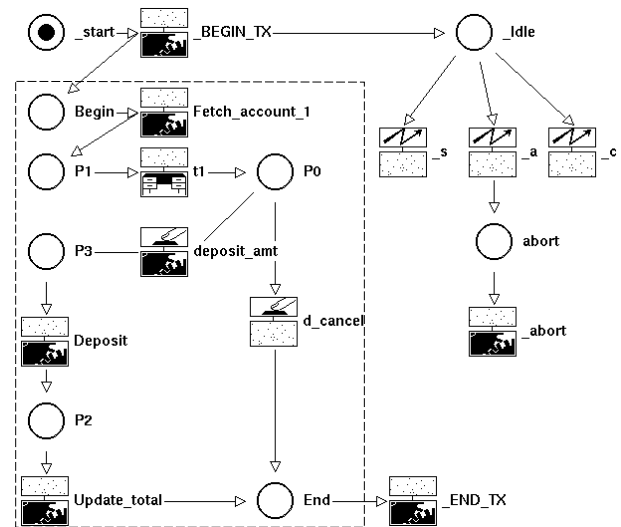 _start
_BEGIN_TX
_Idle
Begin
Fetch_account_1
_s
_a
_c
P1
t1
P0
P3
deposit_amt
abort
d_cancel
Deposit
_abort
P2
Update_total
End
_END_TX